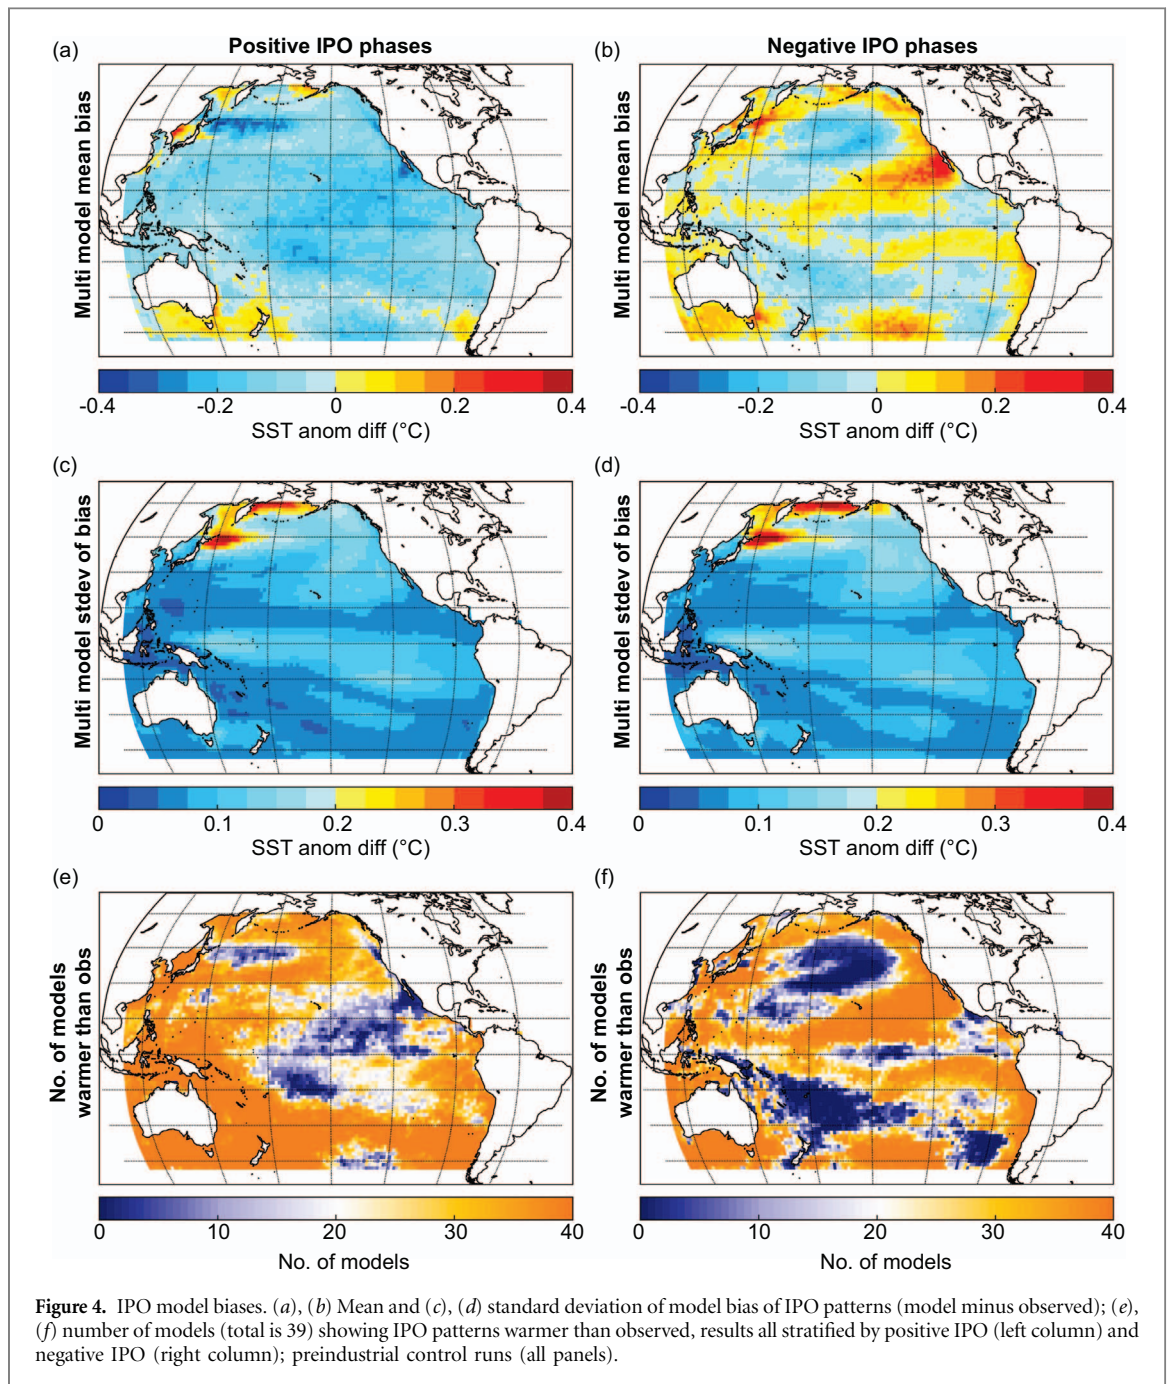 Positive IPO phases
Negative IPO phases
(a)
(b)
Multi model mean bias
Multi model mean bias
-0.4 -0.2 0 0.2 0.4
-0.4 -0.2 0 0.2 0.4
SST anom diff (°C)
SST anom diff (°C)
(c)
(d)
Multi model stdev of bias
Multi model stdev of bias
0 0.1 0.2 0.3 0.4
0 0.1 0.2 0.3 0.4
SST anom diff (°C)
SST anom diff (°C)
(e)
(f)
No. of models
warmer than obs
No. of models
warmer than obs
0 10 20 30 40
0 10 20 30 40
No. of models
No. of models
Figure 4. IPO model biases. (a), (b) Mean and (c), (d) standard deviation of model bias of IPO patterns (model minus observed); (e),
(f) number of models (total is 39) showing IPO patterns warmer than observed, results all stratified by positive IPO (left column) and
negative IPO (right column); preindustrial control runs (all panels).